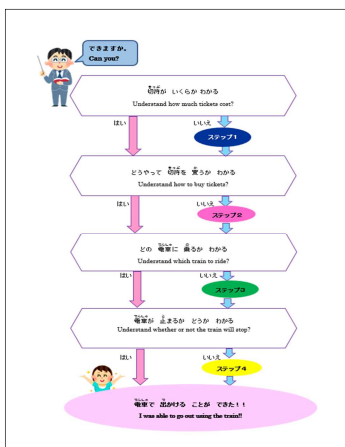 できますか。
Can you?
切符が いくらか わかる
Understand how much tickets cost?
はい いいえ
ステップ1
どうやって 切符を 買うか わかる
Understand how to buy tickets?
はい いいえ
ステップ2
どの 電車に 乗るか わかる
Understand which train to ride?
はい いいえ
ステップ3
電車が 止まるか どうか わかる
Understand whether or not the train will stop?
はい いいえ
ステップ4
電車で 出かける ことが できた!!
I was able to go out using the train!!